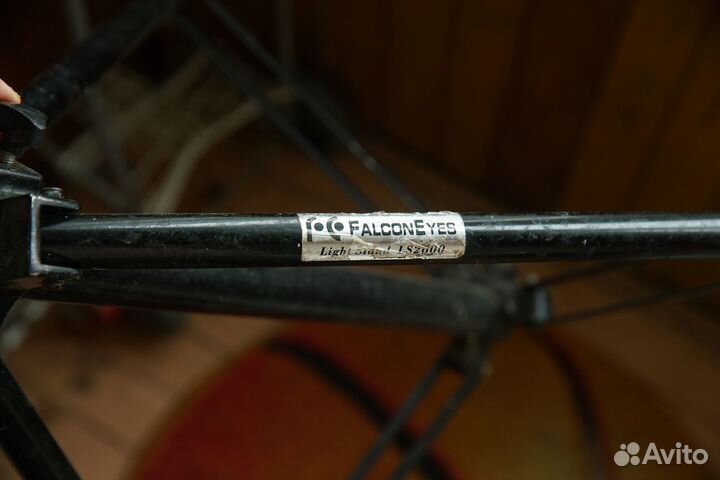 FALCONEYES
Light Stand LS2600
Avito